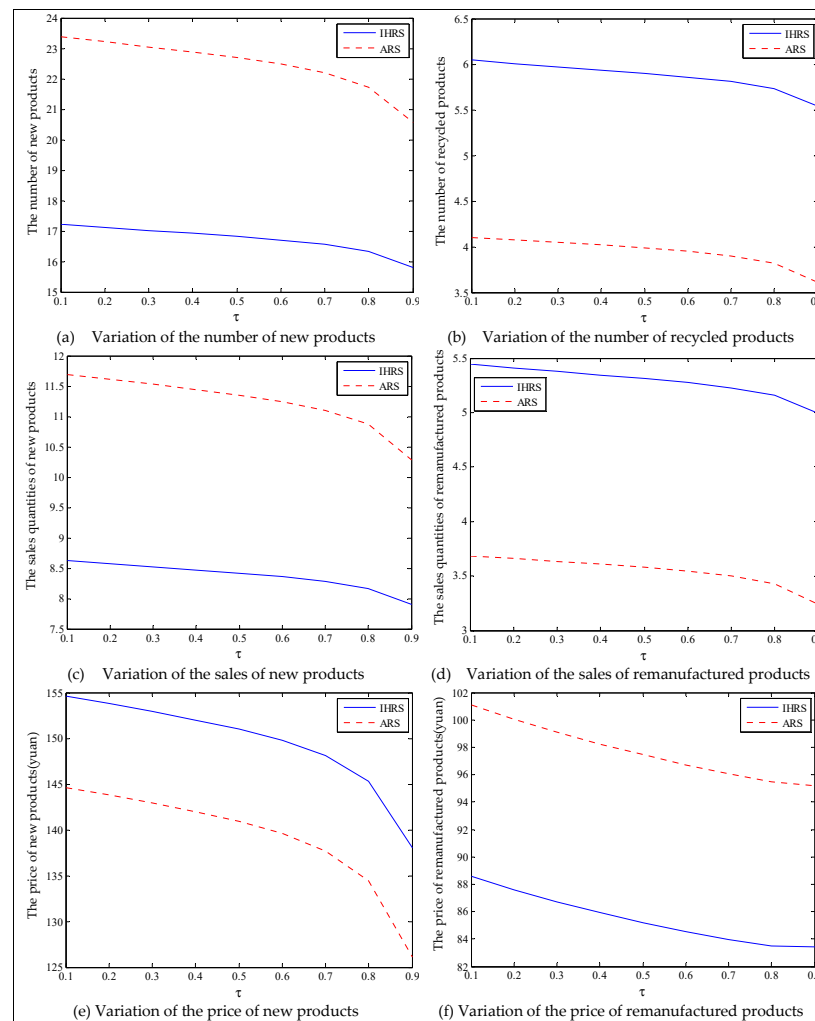 The number of new products
24
23
22
21
20
19
18
17
16
15
0.1 0.2 0.3 0.4 0.5 0.6 0.7 0.8 0.9
τ
IHRS
ARS
(a) Variation of the number of new products
The number of recycled products
6.5
6
5.5
5
4.5
4
3.5
0.1 0.2 0.3 0.4 0.5 0.6 0.7 0.8 0.
τ
IHRS
ARS
(b) Variation of the number of recycled products
The sales quantities of new products
12
11.5
11
10.5
10
9.5
9
8.5
8
7.5
0.1 0.2 0.3 0.4 0.5 0.6 0.7 0.8 0.9
τ
IHRS
ARS
(c) Variation of the sales of new products
The sales quantities of remanufactured products
5.5
5
4.5
4
3.5
3
0.1 0.2 0.3 0.4 0.5 0.6 0.7 0.8 0.
τ
IHRS
ARS
(d) Variation of the sales of remanufactured products
The price of new products(yuan)
155
150
145
140
135
130
125
0.1 0.2 0.3 0.4 0.5 0.6 0.7 0.8 0.9
τ
IHRS
ARS
(e) Variation of the price of new products
The price of remanufactured products(yuan)
102
100
98
96
94
92
90
88
86
84
82
0.1 0.2 0.3 0.4 0.5 0.6 0.7 0.8 0.
τ
IHRS
ARS
(f) Variation of the price of remanufactured products